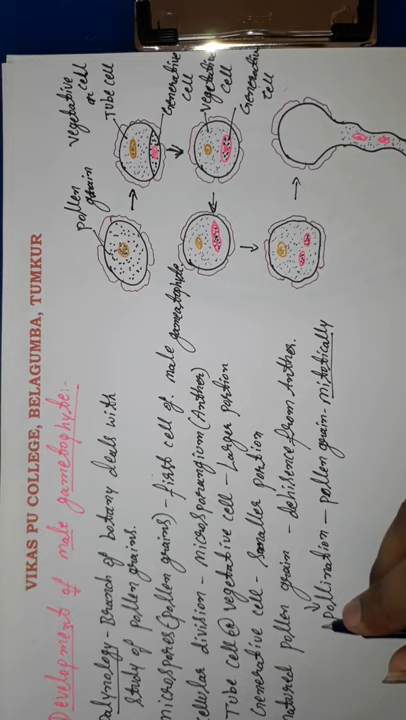 VIKAS PU COLLEGE, BELAGUMBA, TUMKUR
Development of male gametophyte:-
Palynology - Branch of botany deals with
study of pollen grains.
microspores (pollen grains) - first cell of male gameatophyte
Cellular division - microsporangium (Anther)
Tube cell @ vegetative cell - Larger portion
Generative cell - smaller portion
matured pollen grain - dehisence from Anther.
Pollination - pollen grain - mitotically
pollen
grain
vegetative
or cell
Tube cell
Generative
cell
vegetative
cell
Generative
cell